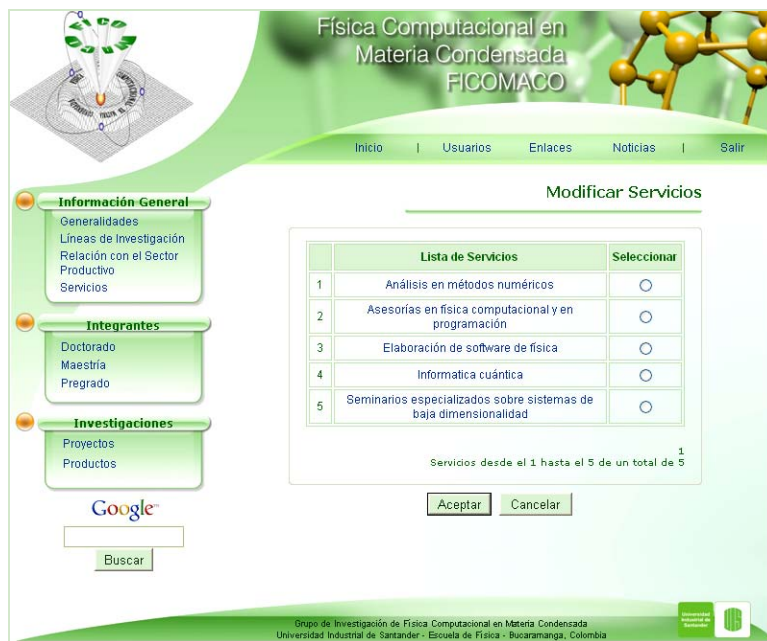 Física Computacional en
Materia Condensada
FICOMACO
Inicio | Usuarios Enlaces Noticias | Salir
Información General
Generalidades
Líneas de Investigación
Relación con el Sector
Productivo
Servicios
Integrantes
Doctorado
Maestría
Pregrado
Investigaciones
Proyectos
Productos
Google
Buscar
Modificar Servicios
Lista de Servicios Seleccionar
1 Análisis en métodos numéricos
2 Asesorías en física computacional y en
programación
3 Elaboración de software de física
4 Informatica cuántica
5 Seminarios especializados sobre sistemas de
baja dimensionalidad
1
Servicios desde el 1 hasta el 5 de un total de 5
Aceptar Cancelar
Universidad
Industrial de
Santander
Grupo de Investigación de Física Computacional en Materia Condensada
Universidad Industrial de Santander - Escuela de Física - Bucaramanga, Colombia